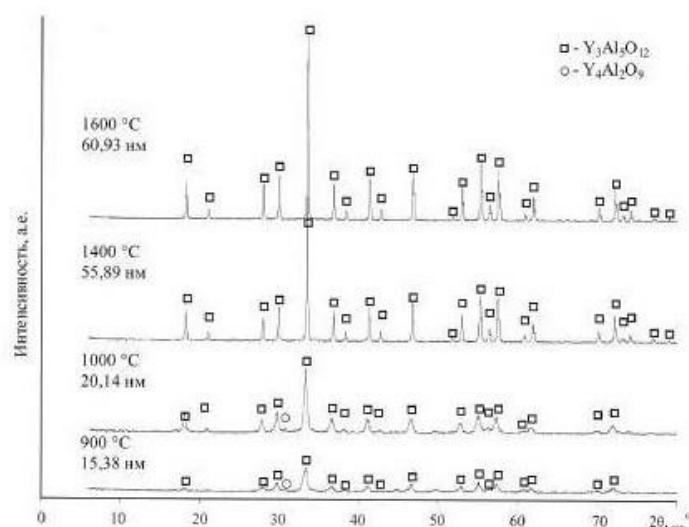 □ - Y₃Al₅O₁₂
○ - Y₄Al₂O₉
1600 °C
60,93 нм
1400 °C
55,89 нм
1000 °C
20,14 нм
900 °C
15,38 нм
Интенсивность, а.е.
0 10 20 30 40 50 60 70 2θ, °